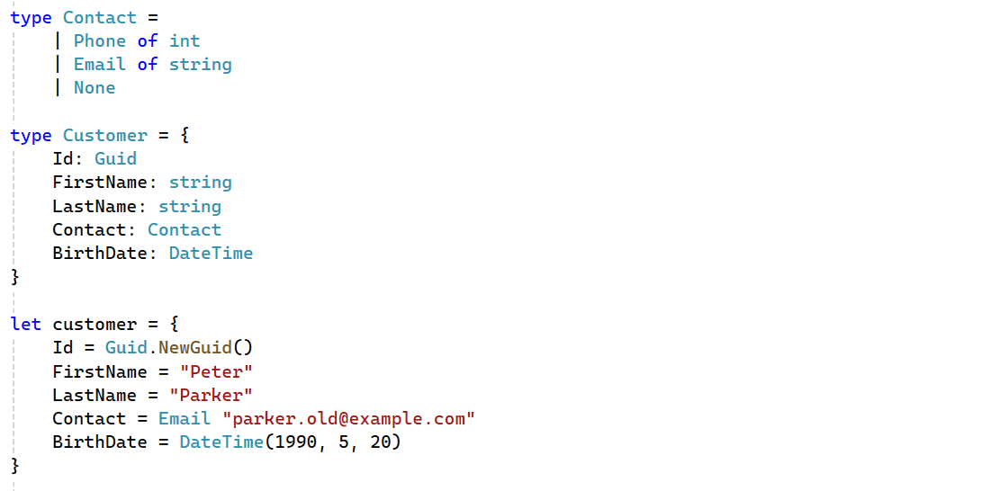 type Contact =
    | Phone of int
    | Email of string
    | None

type Customer = {
    Id: Guid
    FirstName: string
    LastName: string
    Contact: Contact
    BirthDate: DateTime
}

let customer = {
    Id = Guid.NewGuid()
    FirstName = "Peter"
    LastName = "Parker"
    Contact = Email "parker.old@example.com"
    BirthDate = DateTime(1990, 5, 20)
}